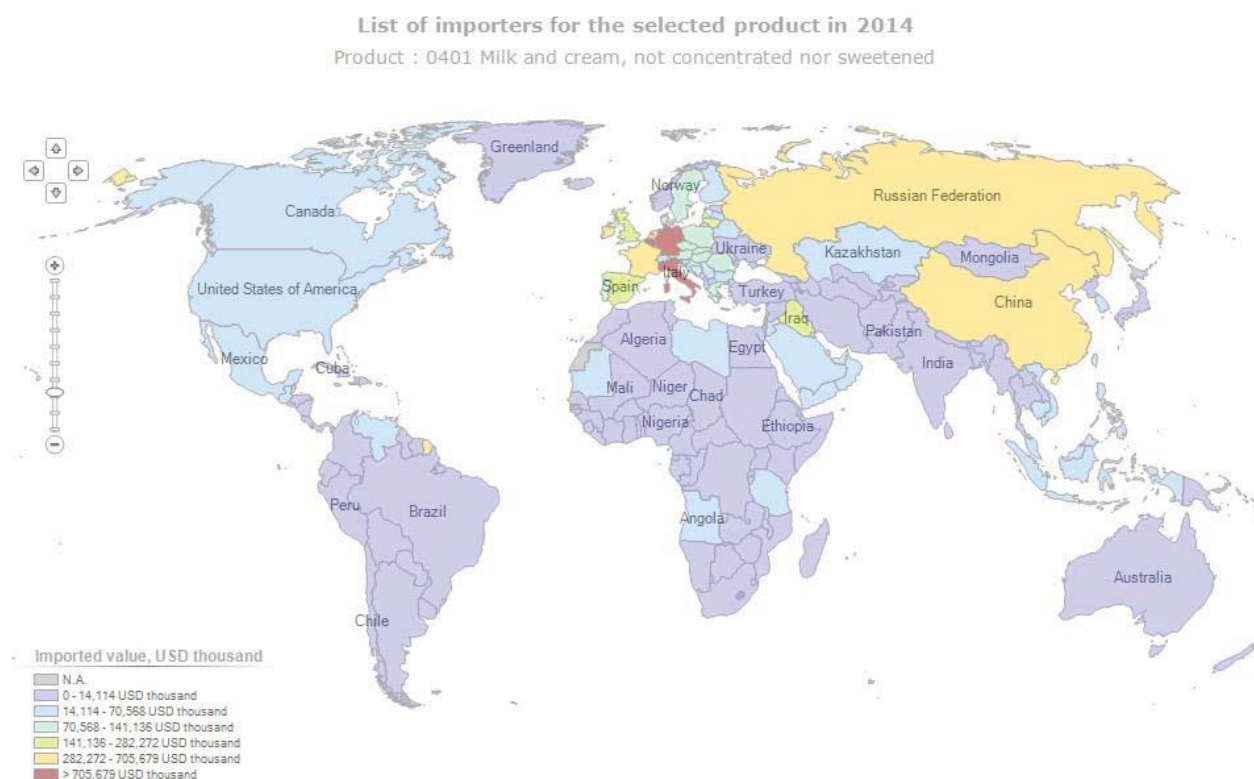 List of importers for the selected product in 2014
Product : 0401 Milk and cream, not concentrated nor sweetened
Greenland
Norway
Russian Federation
Canada
Ukraine
Kazakhstan
Mongolia
Italy
United States of America
Spain
Turkey
China
Iraq
Algeria
Egypt
Pakistan
Mexico
India
Cuba
Mali
Niger
Chad
Nigeria
Ethiopia
Peru
Brazil
Angola
Australia
Chile
Imported value, USD thousand
N.A.
0 - 14,114 USD thousand
14,114 - 70,568 USD thousand
70,568 - 141,136 USD thousand
141,136 - 282,272 USD thousand
282,272 - 705,679 USD thousand
> 705,679 USD thousand